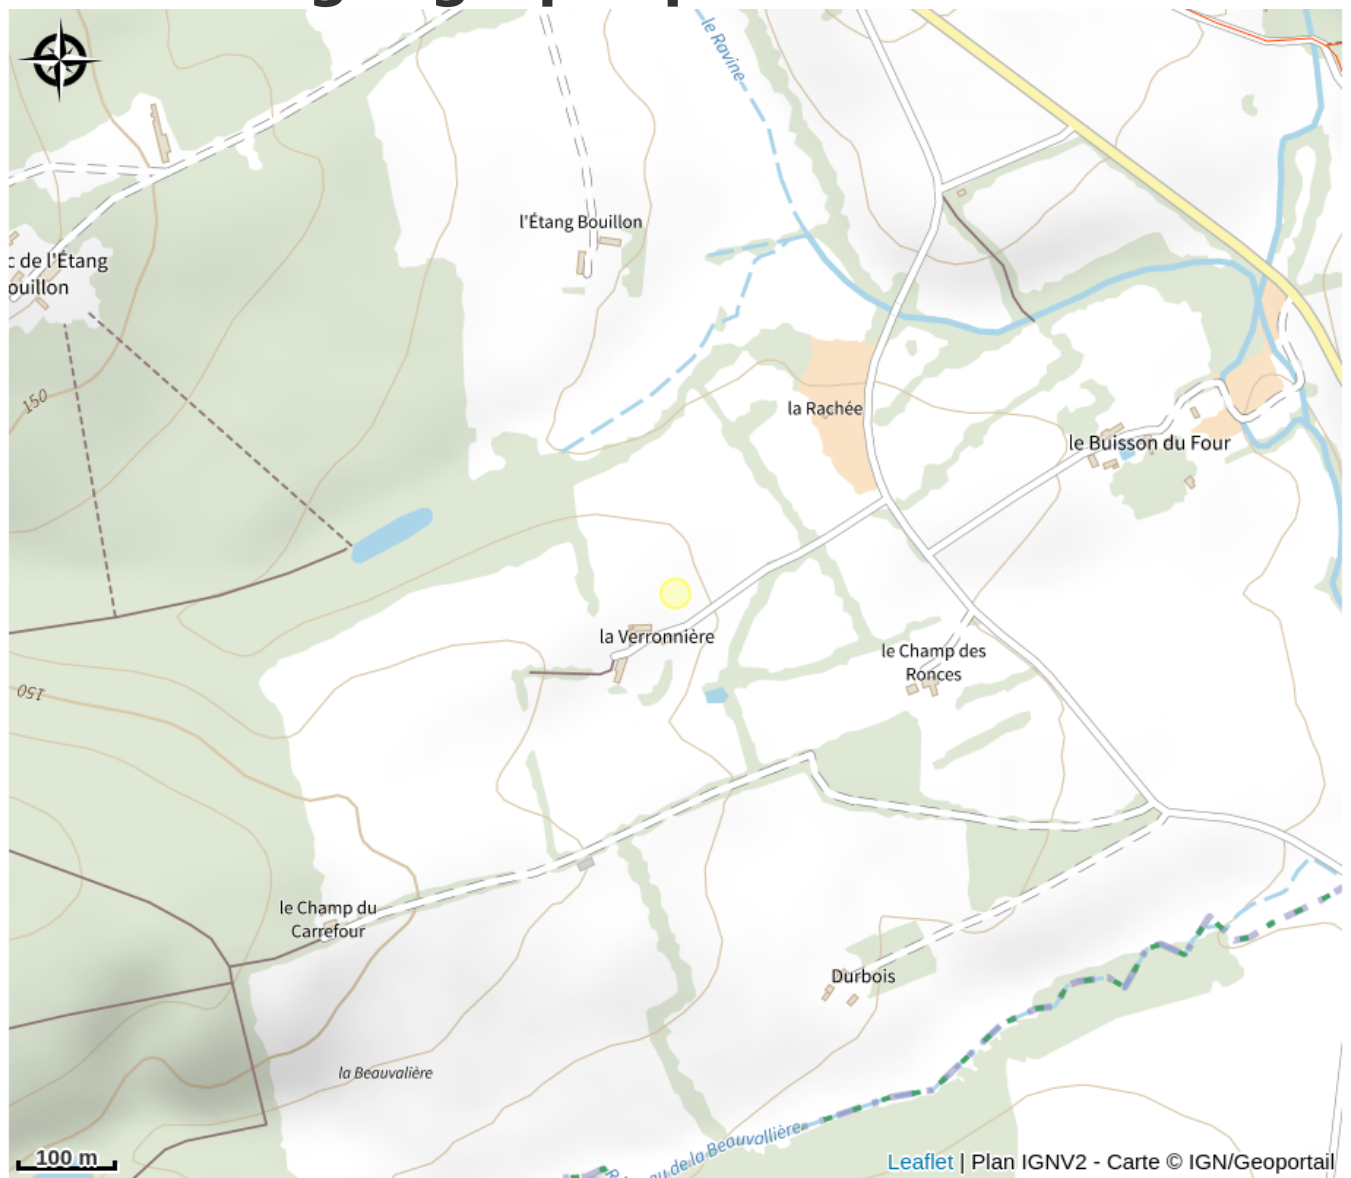 le Ravine
l'Étang Bouillon
c de l'Étang
ouillon
150
la Rachée
le Buisson du Four
la Verronnière
le Champ des
Ronces
150
le Champ du
Carrefour
Durbois
la Beauvalière
au de la Beauvallière
100 m
Leaflet | Plan IGNV2 - Carte © IGN/Geoportail